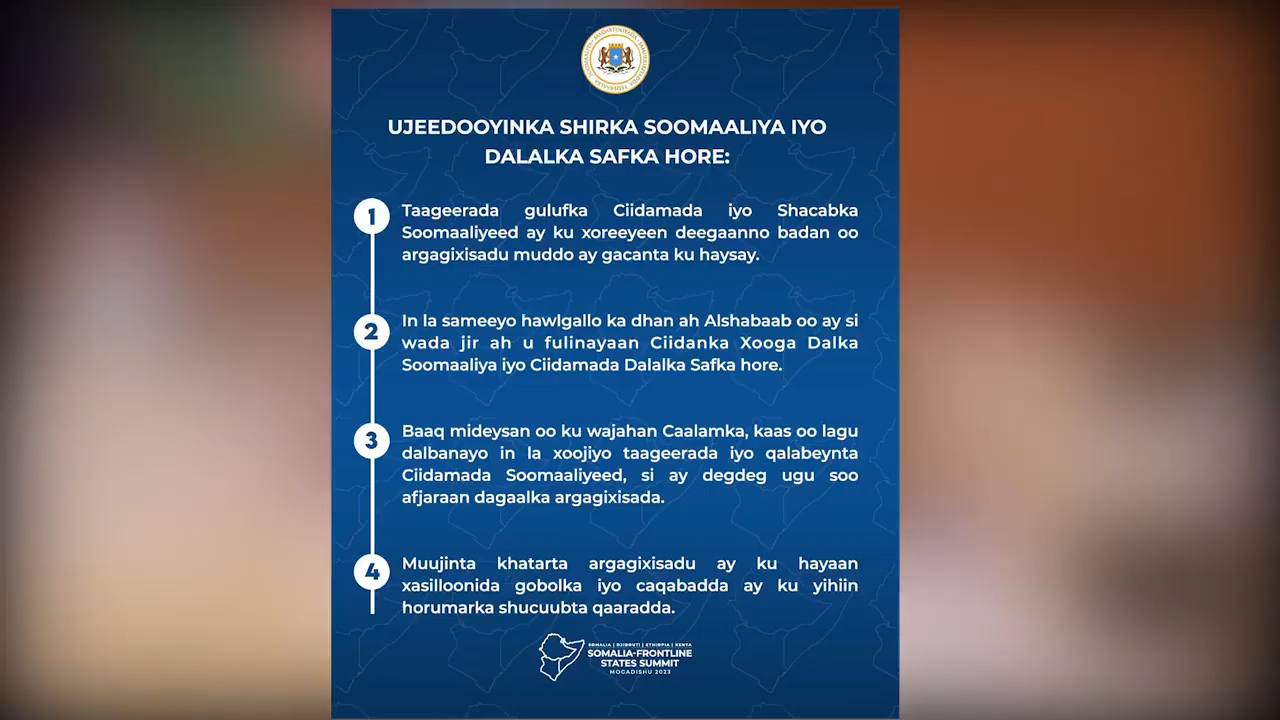 UJEEDOOYINKA SHIRKA SOOMAALIYA IYO
DALALKA SAFKA HORE:
1
Taageerada gulufka Ciidamada iyo Shacabka
Soomaaliyeed ay ku xoreeyeen deegaanno badan oo
argagixisadu muddo ay gacanta ku haysay.
2
In la sameeyo hawlgallo ka dhan ah Alshabaab oo ay si
wada jir ah u fulinayaan Ciidanka Xooga Dalka
Soomaaliya iyo Ciidamada Dalalka Safka hore.
3
Baaq mideysan oo ku wajahan Caalamka, kaas oo lagu
dalbanayo in la xoojiyo taageerada iyo qalabeynta
Ciidamada Soomaaliyeed, si ay degdeg ugu soo
afjaraan dagaalka argagixisada.
4
Muujinta khatarta argagixisadu ay ku hayaan
xasilloonida gobolka iyo caqabadda ay ku yihiin
horumarka shucuubta qaaradda.
SOMALIA | DJIBOUTI | ETHIOPIA | KENYA
SOMALIA-FRONTLINE
STATES SUMMIT
MOGADISHU 2023